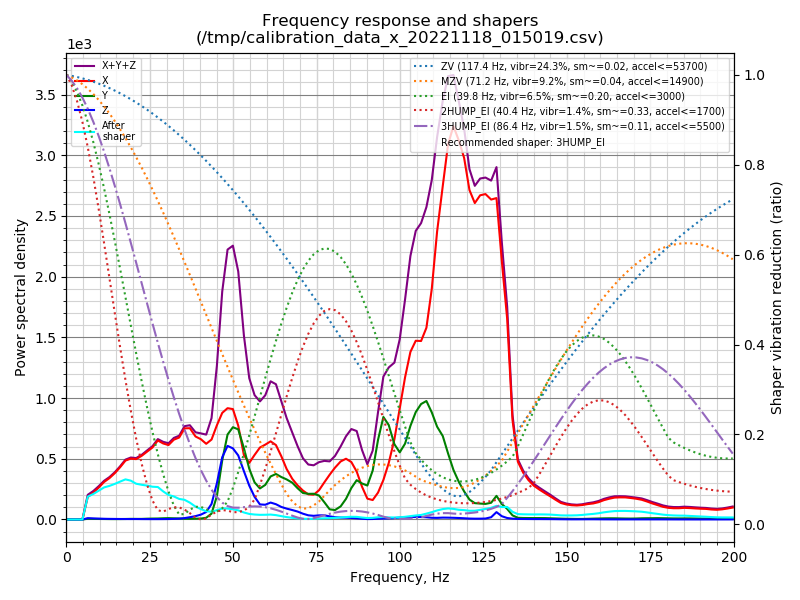 Frequency response and shapers
(/tmp/calibration_data_x_20221118_015019.csv)
1e3
X+Y+Z
X
Y
Z
After
shaper
ZV (117.4 Hz, vibr=24.3%, sm~=0.02, accel<=53700)
MZV (71.2 Hz, vibr=9.2%, sm~=0.04, accel<=14900)
EI (39.8 Hz, vibr=6.5%, sm~=0.20, accel<=3000)
2HUMP_EI (40.4 Hz, vibr=1.4%, sm~=0.33, accel<=1700)
3HUMP_EI (86.4 Hz, vibr=1.5%, sm~=0.11, accel<=5500)
Recommended shaper: 3HUMP_EI
Power spectral density
3.5
3.0
2.5
2.0
1.5
1.0
0.5
0.0
Shaper vibration reduction (ratio)
1.0
0.8
0.6
0.4
0.2
0.0
0
25
50
75
100
125
150
175
200
Frequency, Hz